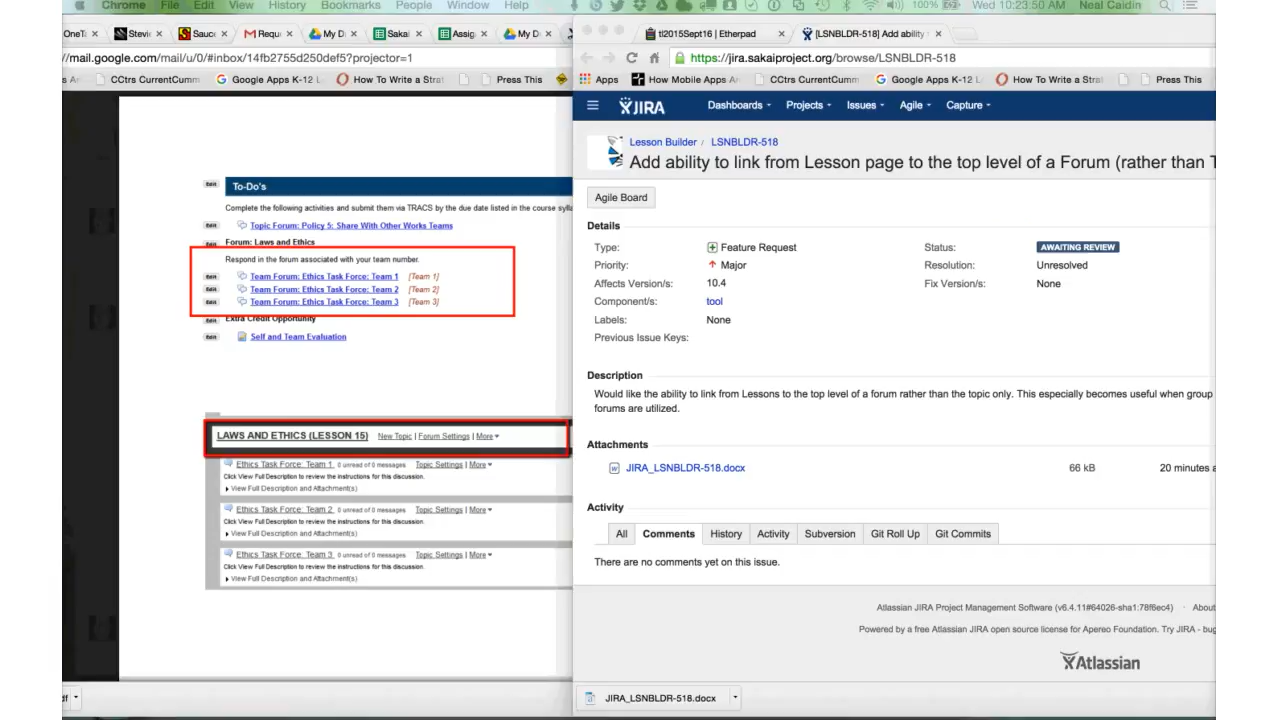 Chrome File Edit View History Bookmarks People Window Help 100% Wed 10:23:50 AM Neal Caidin
OneTa Stevie Sauce Requ My D Sakai Assig My D
//mail.google.com/mail/u/0/#inbox/14fb2755d250def5?projector=1
CCtrs CurrentCumm Google Apps K-12 L How To Write a Strat Press This
To-Do's
Complete the following activities and submit them via TRACS by the due date listed in the course sylla
Edit Topic Forum: Policy 5: Share With Other Works Teams
Edit Forum: Laws and Ethics
Respond in the forum associated with your team number.
Edit Team Forum: Ethics Task Force: Team 1 [Team 1]
Edit Team Forum: Ethics Task Force: Team 2 [Team 2]
Edit Team Forum: Ethics Task Force: Team 3 [Team 3]
Edit Extra Credit Opportunity
Edit Self and Team Evaluation
LAWS AND ETHICS (LESSON 15) New Topic | Forum Settings | More
Ethics Task Force: Team 1 0 unread of 0 messages Topic Settings | More
Click View Full Description to review the instructions for this discussion.
View Full Description and Attachment(s)
Ethics Task Force: Team 2 0 unread of 0 messages Topic Settings | More
Click View Full Description to review the instructions for this discussion.
View Full Description and Attachment(s)
Ethics Task Force: Team 3 0 unread of 0 messages Topic Settings | More
Click View Full Description to review the instructions for this discussion.
View Full Description and Attachment(s)
tl2015Sept16 | Etherpad [LSNBLDR-518] Add ability
https://jira.sakaiproject.org/browse/LSNBLDR-518
Apps How Mobile Apps A CCtrs CurrentCumm Google Apps K-12 L How To Write a Strat Press This
JIRA Dashboards Projects Issues Agile Capture
Lesson Builder / LSNBLDR-518
Add ability to link from Lesson page to the top level of a Forum (rather than T
Agile Board
Details
Type: Feature Request Status: AWAITING REVIEW
Priority: Major Resolution: Unresolved
Affects Version/s: 10.4 Fix Version/s: None
Component/s: tool
Labels: None
Previous Issue Keys:
Description
Would like the ability to link from Lessons to the top level of a forum rather than the topic only. This especially becomes useful when group
forums are utilized.
Attachments
JIRA_LSNBLDR-518.docx 66 kB 20 minutes a
Activity
All Comments History Activity Subversion Git Roll Up Git Commits
There are no comments yet on this issue.
Atlassian JIRA Project Management Software (v6.4.11#64026-sha1:78f6ec4) · About
Powered by a free Atlassian JIRA open source license for Apereo Foundation. Try JIRA - bug
Atlassian
JIRA_LSNBLDR-518.docx